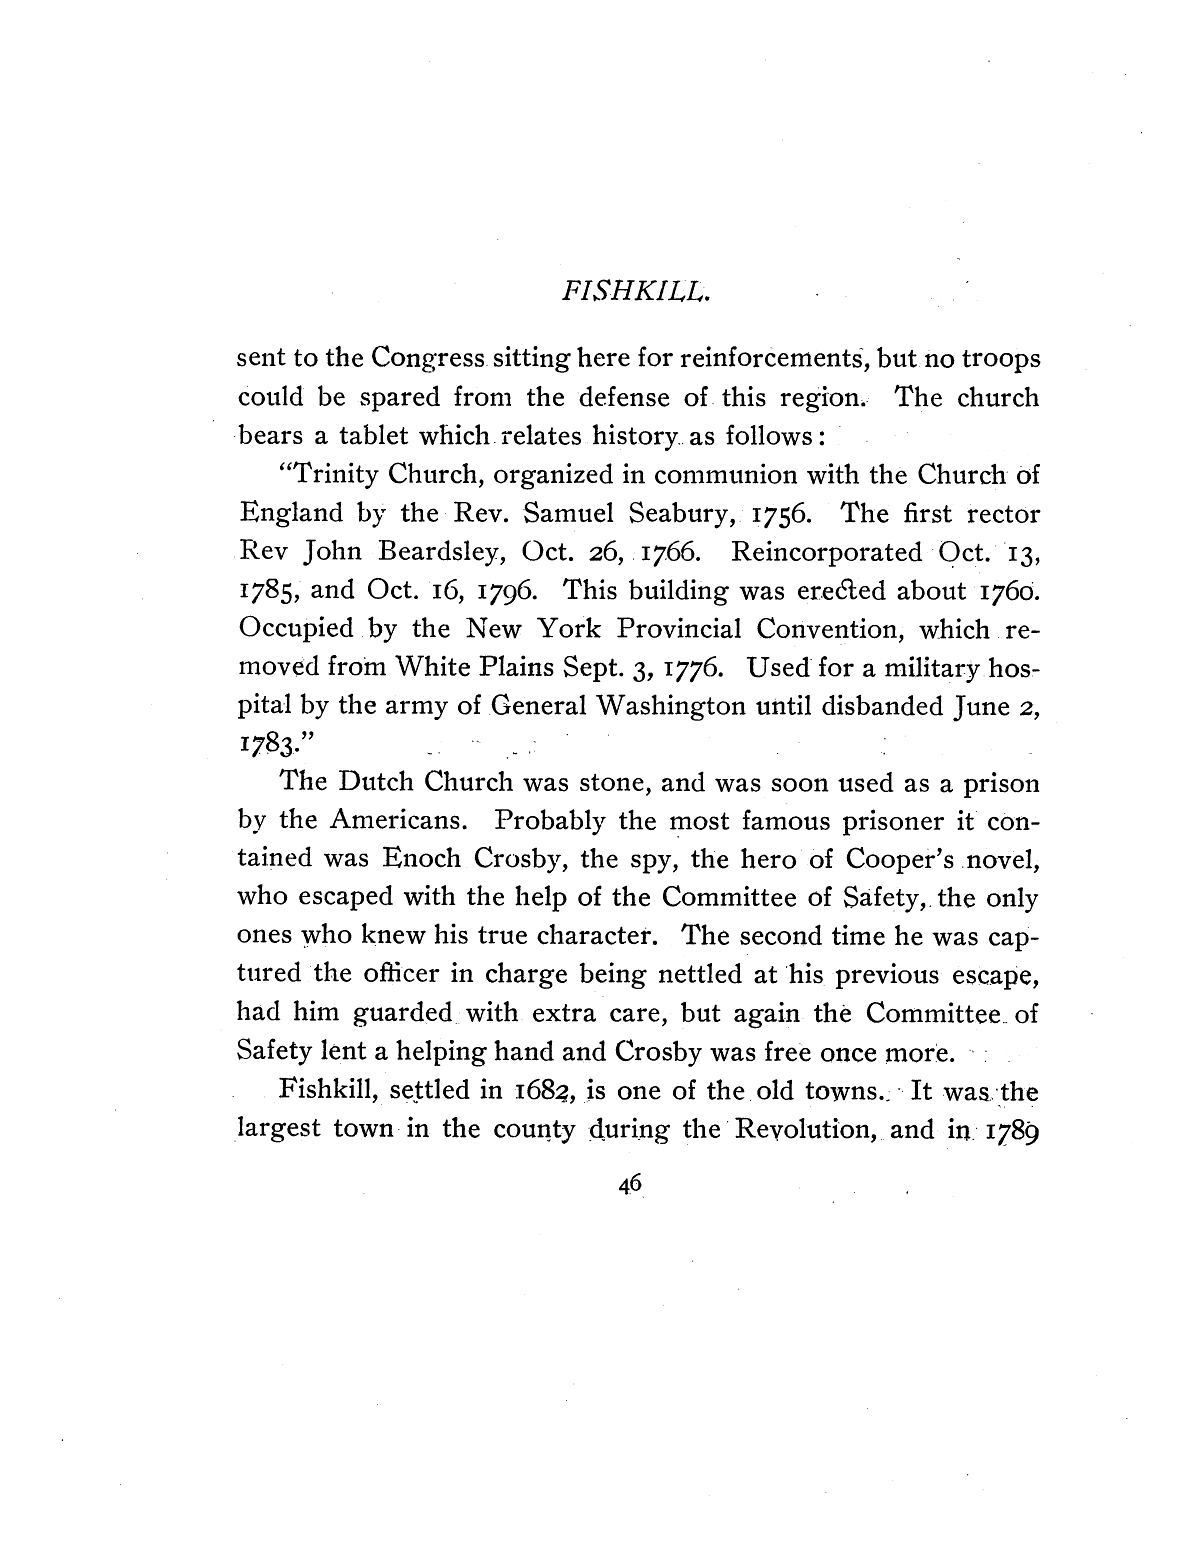 FISHKILL.
sent to the Congress sitting here for reinforcements, but no troops
could be spared from the defense of this region. The church
bears a tablet which relates history as follows:
"Trinity Church, organized in communion with the Church of
England by the Rev. Samuel Seabury, 1756. The first rector
Rev John Beardsley, Oct. 26, 1766. Reincorporated Oct. 13,
1785, and Oct. 16, 1796. This building was erected about 1760.
Occupied by the New York Provincial Convention, which re-
moved from White Plains Sept. 3, 1776. Used for a military hos-
pital by the army of General Washington until disbanded June 2,
1783."
The Dutch Church was stone, and was soon used as a prison
by the Americans. Probably the most famous prisoner it con-
tained was Enoch Crosby, the spy, the hero of Cooper's novel,
who escaped with the help of the Committee of Safety, the only
ones who knew his true character. The second time he was cap-
tured the officer in charge being nettled at his previous escape,
had him guarded with extra care, but again the Committee of
Safety lent a helping hand and Crosby was free once more.
Fishkill, settled in 1682, is one of the old towns. It was the
largest town in the county during the Revolution, and in 1789
46